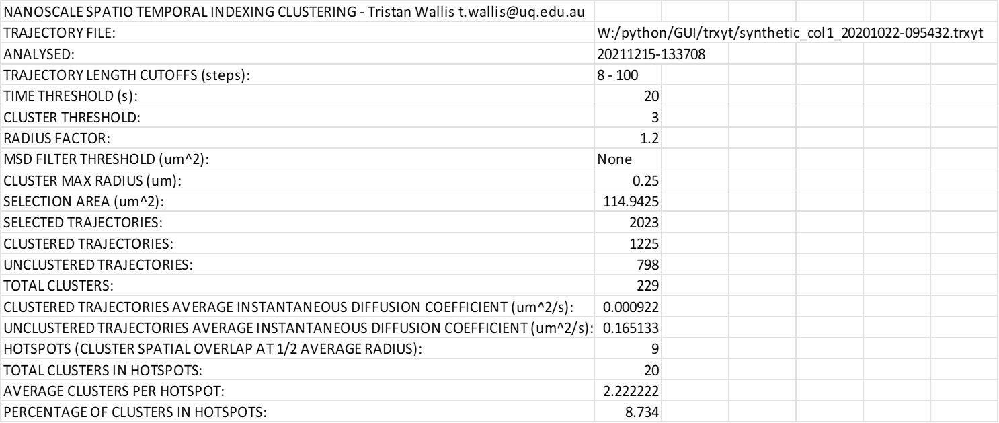 NANOSCALE SPATIO TEMPORAL INDEXING CLUSTERING - Tristan Wallis t.wallis@uq.edu.au
TRAJECTORY FILE: W:/python/GUI/trxyt/synthetic_col1_20201022-095432.trxyt
ANALYSED: 20211215-133708
TRAJECTORY LENGTH CUTOFFS (steps): 8 - 100
TIME THRESHOLD (s): 20
CLUSTER THRESHOLD: 3
RADIUS FACTOR: 1.2
MSD FILTER THRESHOLD (um^2): None
CLUSTER MAX RADIUS (um): 0.25
SELECTION AREA (um^2): 114.9425
SELECTED TRAJECTORIES: 2023
CLUSTERED TRAJECTORIES: 1225
UNCLUSTERED TRAJECTORIES: 798
TOTAL CLUSTERS: 229
CLUSTERED TRAJECTORIES AVERAGE INSTANTANEOUS DIFFUSION COEFFICIENT (um^2/s): 0.000922
UNCLUSTERED TRAJECTORIES AVERAGE INSTANTANEOUS DIFFUSION COEFFICIENT (um^2/s): 0.165133
HOTSPOTS (CLUSTER SPATIAL OVERLAP AT 1/2 AVERAGE RADIUS): 9
TOTAL CLUSTERS IN HOTSPOTS: 20
AVERAGE CLUSTERS PER HOTSPOT: 2.222222
PERCENTAGE OF CLUSTERS IN HOTSPOTS: 8.734